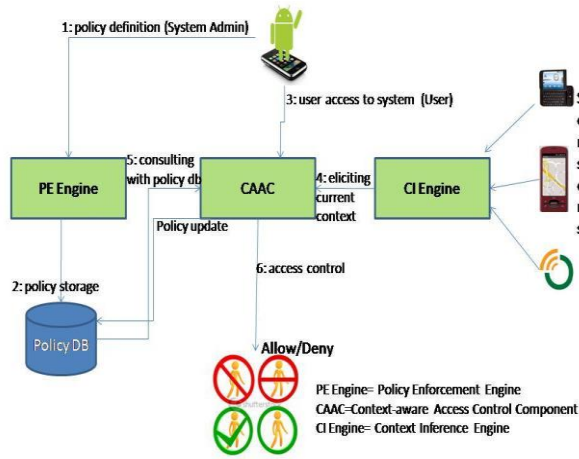 1: policy definition (System Admin)
3: user access to system (User)
5: consulting
with policy db
4: eliciting
current
context
PE Engine
CAAC
CI Engine
Policy update
2: policy storage
6: access control
Policy DB
Allow/Deny
PE Engine= Policy Enforcement Engine
CAAC=Context-aware Access Control Component
CI Engine= Context Inference Engine